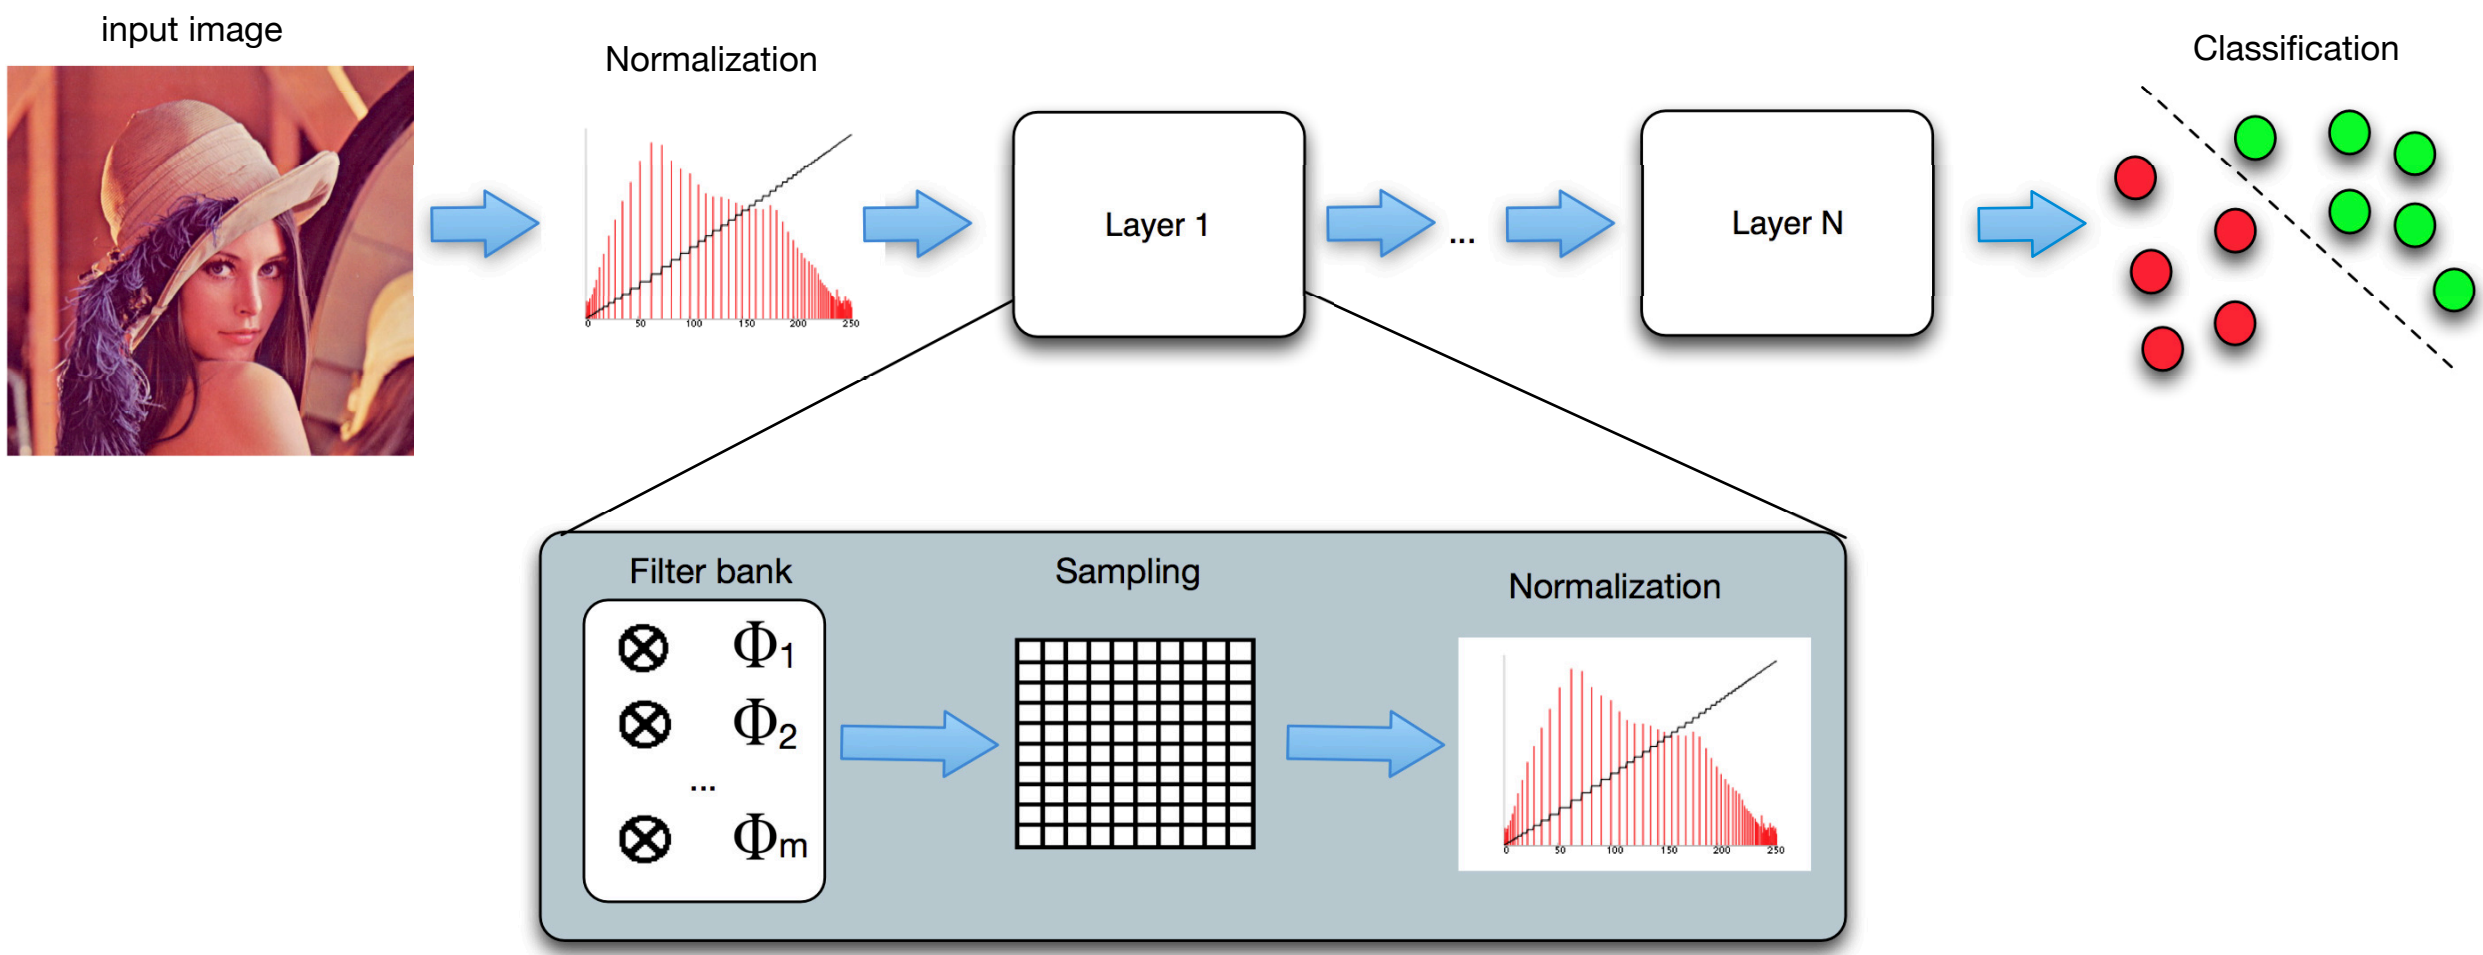 input image
Normalization
Classification
Layer 1
...
Layer N
0 50 100 150 200 250
Filter bank
Sampling
Normalization
Φ1
Φ2
...
Φm
0 50 100 150 200 250